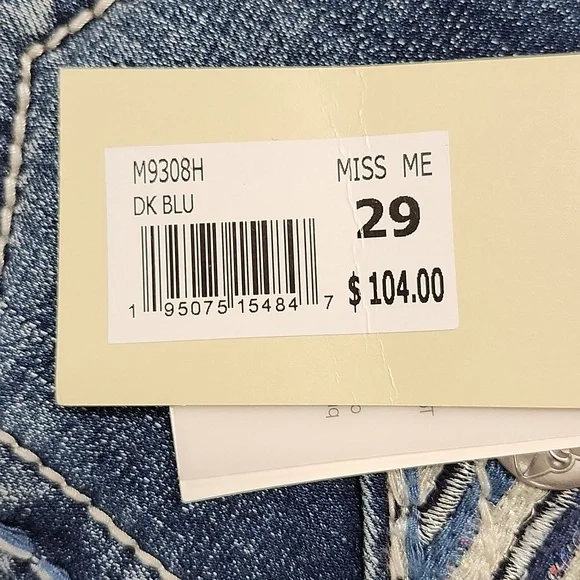 M9308H
MISS ME
DK BLU
29
$ 104.00
1 95075 15484 7